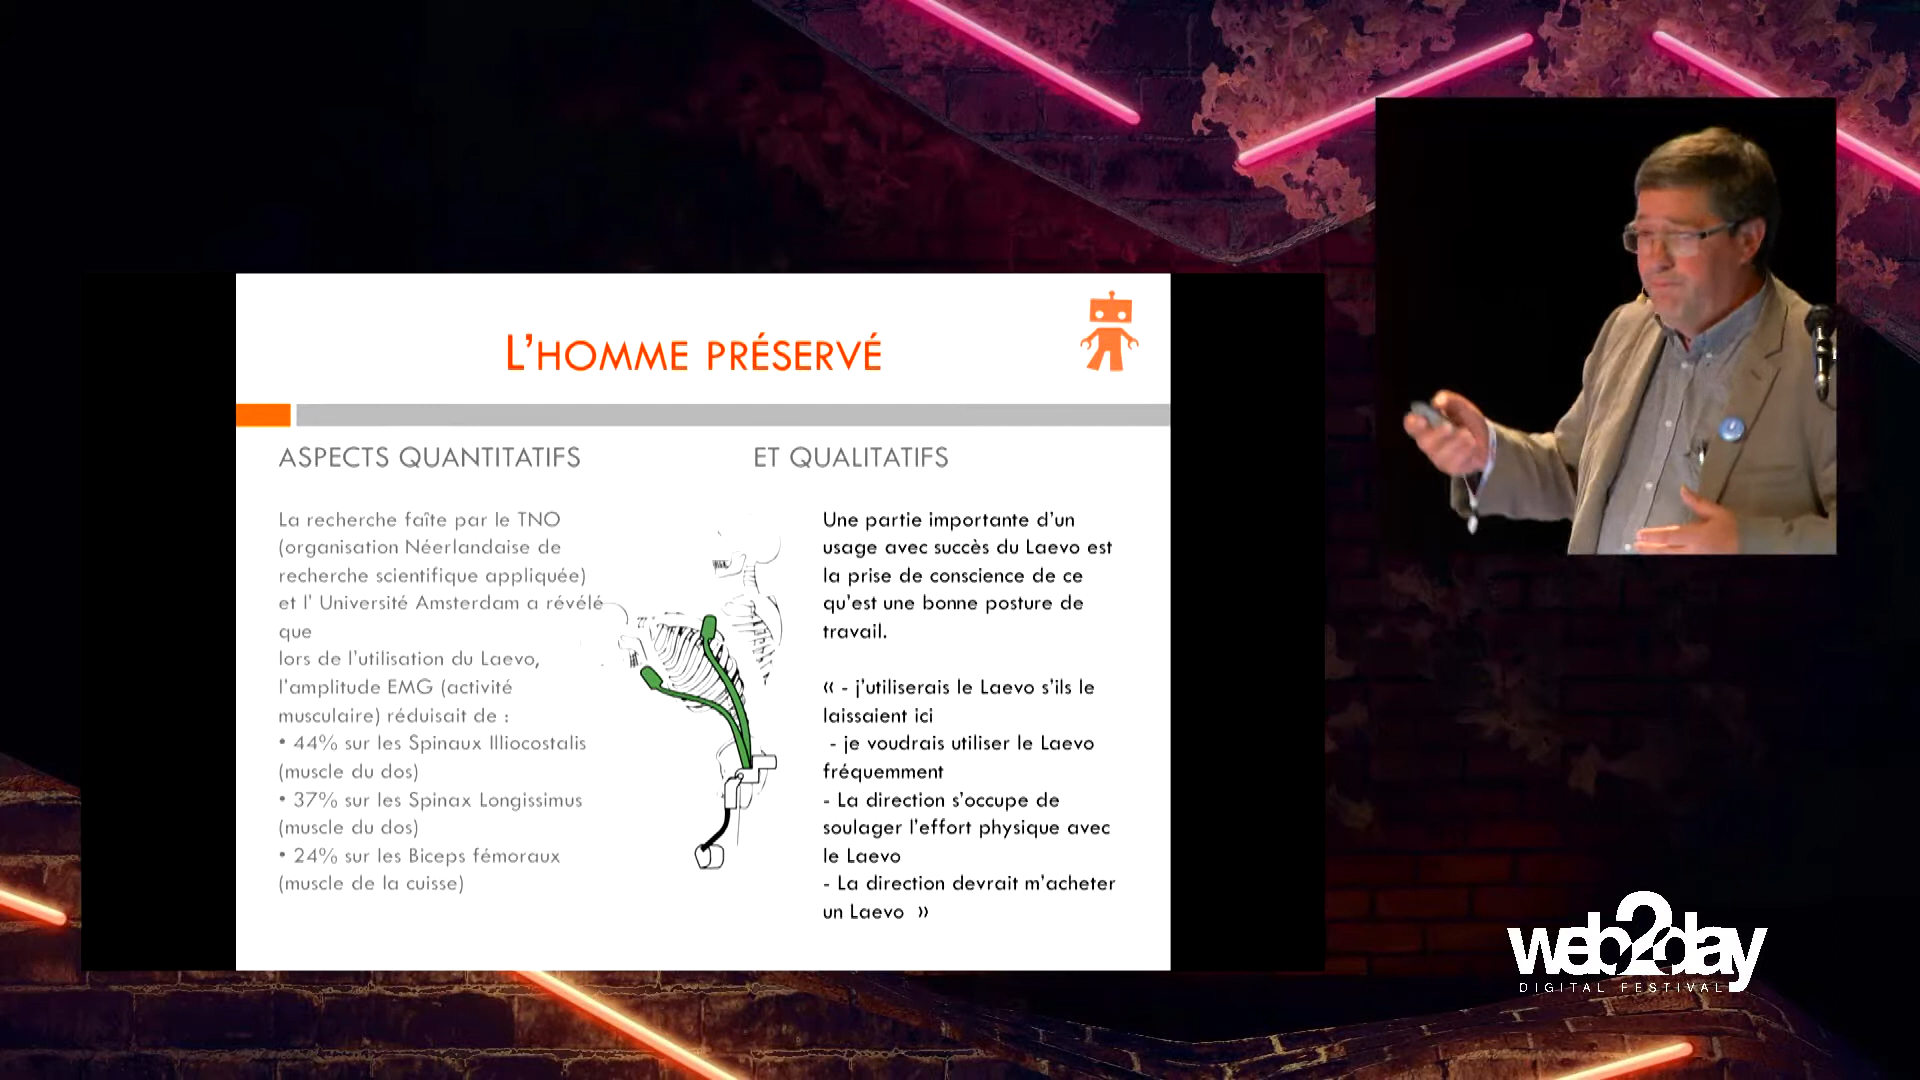 L'HOMME PRÉSERVÉ
ASPECTS QUANTITATIFS
La recherche faîte par le TNO
(organisation Néerlandaise de
recherche scientifique appliquée)
et l' Université Amsterdam a révélé
que
lors de l'utilisation du Laevo,
l'amplitude EMG (activité
musculaire) réduisait de :
• 44% sur les Spinaux Illiocostalis
(muscle du dos)
• 37% sur les Spinax Longissimus
(muscle du dos)
• 24% sur les Biceps fémoraux
(muscle de la cuisse)
ET QUALITATIFS
Une partie importante d'un
usage avec succès du Laevo est
la prise de conscience de ce
qu'est une bonne posture de
travail.
« - j'utiliserais le Laevo s'ils le
laissaient ici
- je voudrais utiliser le Laevo
fréquemment
- La direction s'occupe de
soulager l'effort physique avec
le Laevo
- La direction devrait m'acheter
un Laevo »
web2day
DIGITAL FESTIVAL